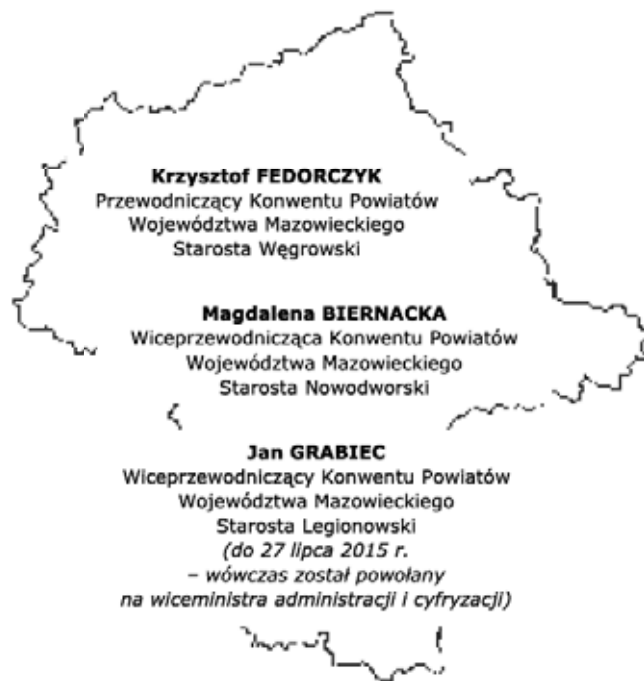 Krzysztof FEDORCZYK
Przewodniczący Konwentu Powiatów
Województwa Mazowieckiego
Starosta Węgrowski
Magdalena BIERNACKA
Wiceprzewodnicząca Konwentu Powiatów
Województwa Mazowieckiego
Starosta Nowodworski
Jan GRABIEC
Wiceprzewodniczący Konwentu Powiatów
Województwa Mazowieckiego
Starosta Legionowski
(do 27 lipca 2015 r.
– wówczas został powołany
na wiceministra administracji i cyfryzacji)